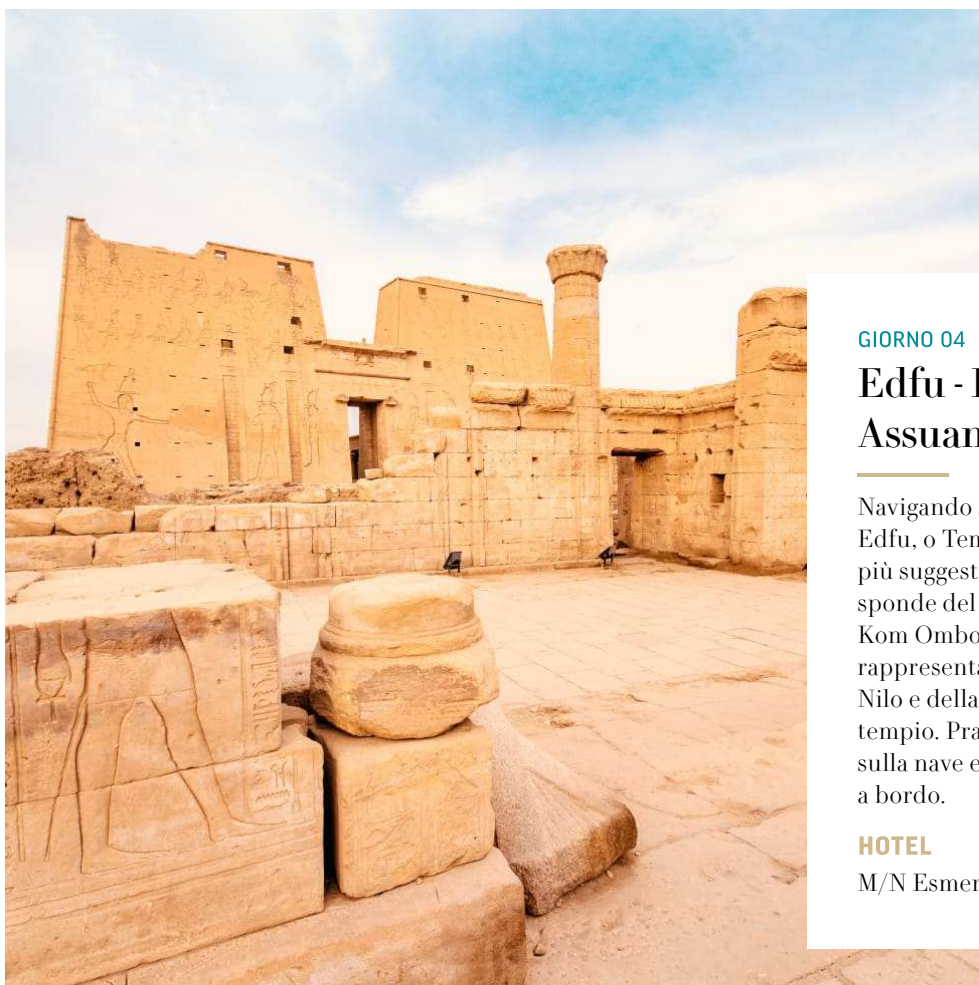 GIORNO 04
Edfu -
Assuan
Navigando
Edfu, o Tem
più suggest
sponde del
Kom Ombo
rappresenta
Nilo e della
tempio. Pra
sulla nave e
a bordo.
HOTEL
M/N Esmer